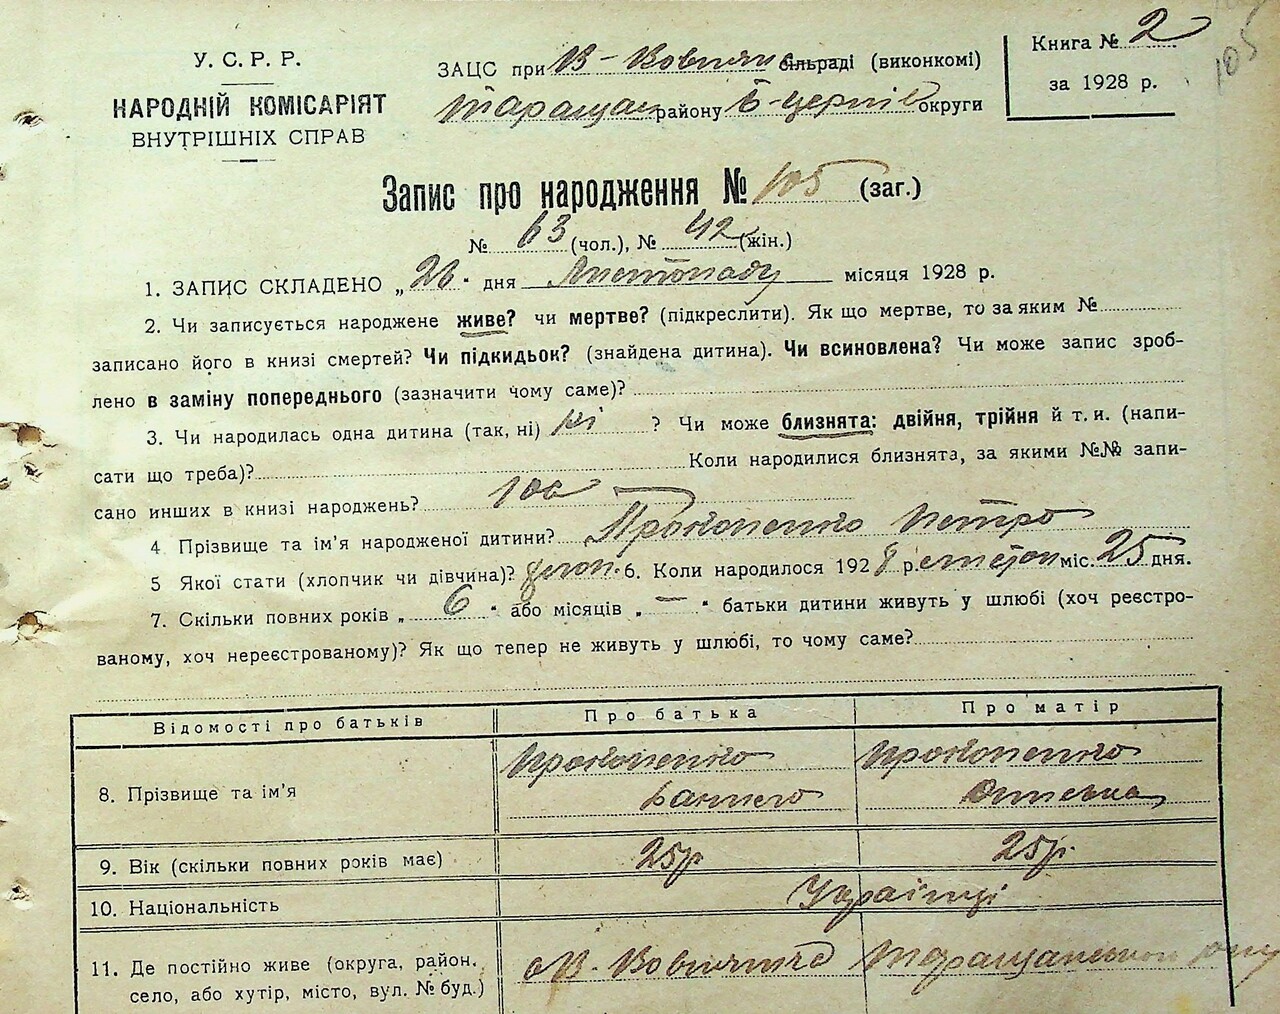 У. С. Р. Р.
НАРОДНІЙ КОМІСАРІЯТ
ВНУТРІШНІХ СПРАВ
ЗАЦС при В-Вовнян сільраді (виконкомі)
Таращан району Б-церків округи
Книга № 2
за 1928 р.
105
Запис про народження № 105 (заг.)
№ 63 (чол.), № 42 (жін.)
1. ЗАПИС СКЛАДЕНО „26" дня Листопаду місяця 1928 р.
2. Чи записується народжене живе? чи мертве? (підкреслити). Як що мертве, то за яким №
записано його в книзі смертей? Чи підкидьок? (знайдена дитина). Чи всиновлена? Чи може запис зроб-
лено в заміну попереднього (зазначити чому саме)?
3. Чи народилась одна дитина (так, ні) ні ? Чи може близнята: двійня, трійня й т. и. (напи-
сати що треба)? Коли народилися близнята, за якими №№ запи-
сано инших в книзі народжень?
4. Прізвище та ім'я народженої дитини? Прокопенко Петро
5 Якої стати (хлопчик чи дівчина)? 6. Коли народилося 1928 р. міс. 25 дня.
7. Скільки повних років „ 6 " або місяців „ — " батьки дитини живуть у шлюбі (хоч реєстро-
ваному, хоч нереєстрованому)? Як що тепер не живуть у шлюбі, то чому саме?
Відомості про батьків Про батька Про матір
8. Прізвище та ім'я Прокопенко Прокопенко
9. Вік (скільки повних років має) 25р 25р.
10. Національність Українці
11. Де постійно живе (округа, район,
село, або хутір, місто, вул. № буд.) с В-Вовнянка Таращанського